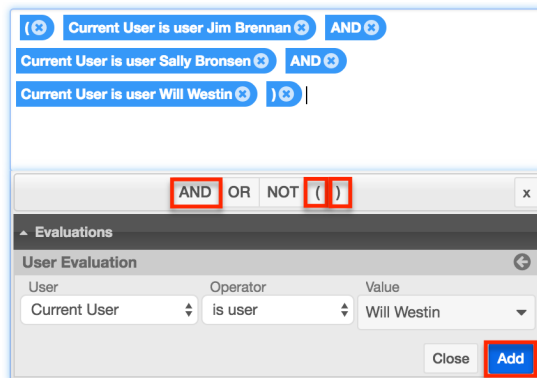 ( Current User is user Jim Brennan AND
Current User is user Sally Bronsen AND
Current User is user Will Westin )
AND OR NOT ( ) x
Evaluations
User Evaluation
User Operator Value
Current User is user Will Westin
Close Add